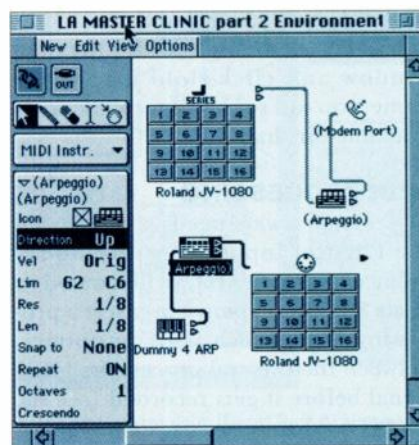 LA MASTER CLINIC part 2 Environment
New Edit View Options
OUT
MIDI Instr.
(Arpeggio)
(Arpeggio)
Icon
Direction Up
Vel Orig
Lim G2 C6
Res 1/8
Len 1/8
Snap to None
Repeat ON
Octaves 1
Crescendo
SERIES
1 2 3 4
5 6 7 8
9 10 11 12
13 14 15 16
Roland JV-1080
(Modem Port)
(Arpeggio)
Arpeggio)
Dummy 4 ARP
1 2 3 4
5 6 7 8
9 10 11 12
13 14 15 16
Roland JV-1080